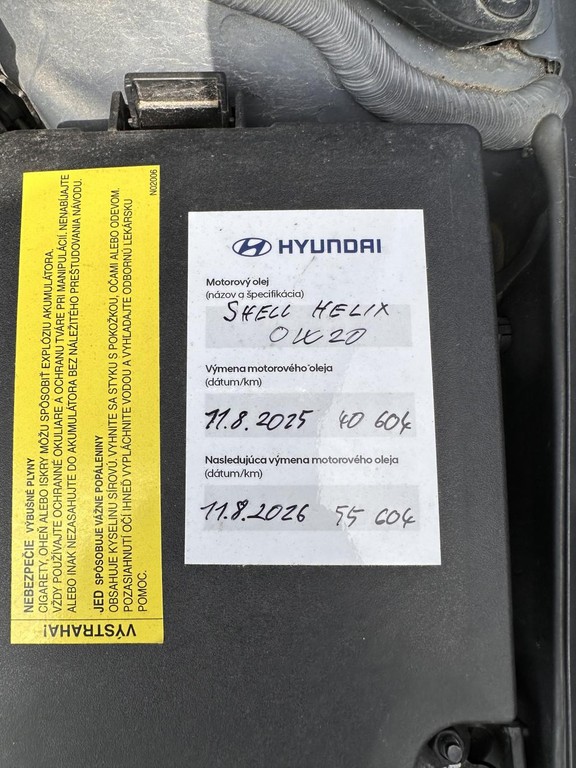 HYUNDAI
Motorový olej
(názov a špecifikácia)
SHELL HELIX
0W20
Výmena motorového oleja
(dátum/km)
11.8.2025 40 604
Nasledujúca výmena motorového oleja
(dátum/km)
11.8.2026 55 604
VÝSTRAHA!
NEBEZPEČIE VÝBUŠNÉ PLYNY
CIGARETY, OHEŇ ALEBO ISKRY MÔŽU SPÔSOBIŤ EXPLÓZIU AKUMULÁTORA.
VŽDY POUŽÍVAJTE OCHRANNÉ OKULIARE A OCHRANU TVÁRE PRI MANIPULÁCII. NENABÍJAJTE
ALEBO INAK NEZASAHUJTE DO AKUMULÁTORA BEZ NÁLEŽITÉHO PREŠTUDOVANIA NÁVODU.
JED SPÔSOBUJE VÁŽNE POPÁLENINY
OBSAHUJE KYSELINU SÍROVÚ. VYHNITE SA STYKU S POKOŽKOU, OČAMI ALEBO ODEVOM.
POZASIAHNUTÍ OČÍ IHNEĎ VYPLÁCHNITE VODOU A VYHĽADAJTE ODBORNÚ LEKÁRSKU
POMOC.
N02006